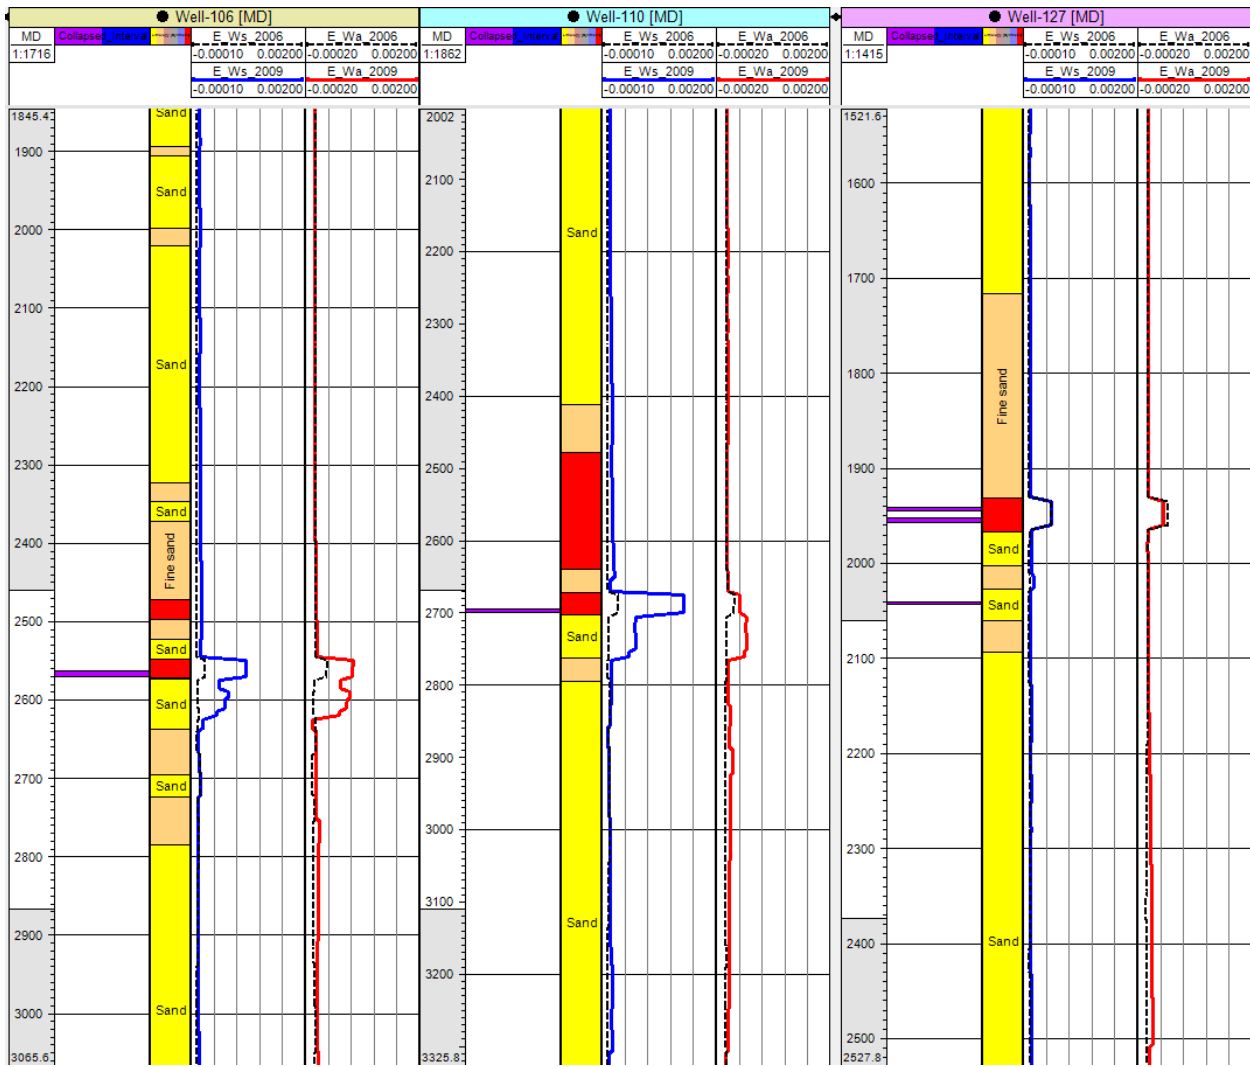 Well-106 [MD]
MD
Collapsed Interval
E_Ws_2006
E_Wa_2006
1:1716
-0.00010 0.00200
-0.00020 0.00200
E_Ws_2009
E_Wa_2009
-0.00010 0.00200
-0.00020 0.00200
1845.4
1900
2000
2100
2200
2300
2400
2500
2600
2700
2800
2900
3000
3065.6
Sand
Sand
Sand
Sand
Fine sand
Sand
Sand
Sand
Sand
Well-110 [MD]
MD
Collapsed Interval
E_Ws_2006
E_Wa_2006
1:1862
-0.00010 0.00200
-0.00020 0.00200
E_Ws_2009
E_Wa_2009
-0.00010 0.00200
-0.00020 0.00200
2002
2100
2200
2300
2400
2500
2600
2700
2800
2900
3000
3100
3200
3325.8
Sand
Sand
Sand
Well-127 [MD]
MD
Collapsed Interval
E_Ws_2006
E_Wa_2006
1:1415
-0.00010 0.00200
-0.00020 0.00200
E_Ws_2009
E_Wa_2009
-0.00010 0.00200
-0.00020 0.00200
1521.6
1600
1700
1800
1900
2000
2100
2200
2300
2400
2500
2527.8
Fine sand
Sand
Sand
Sand